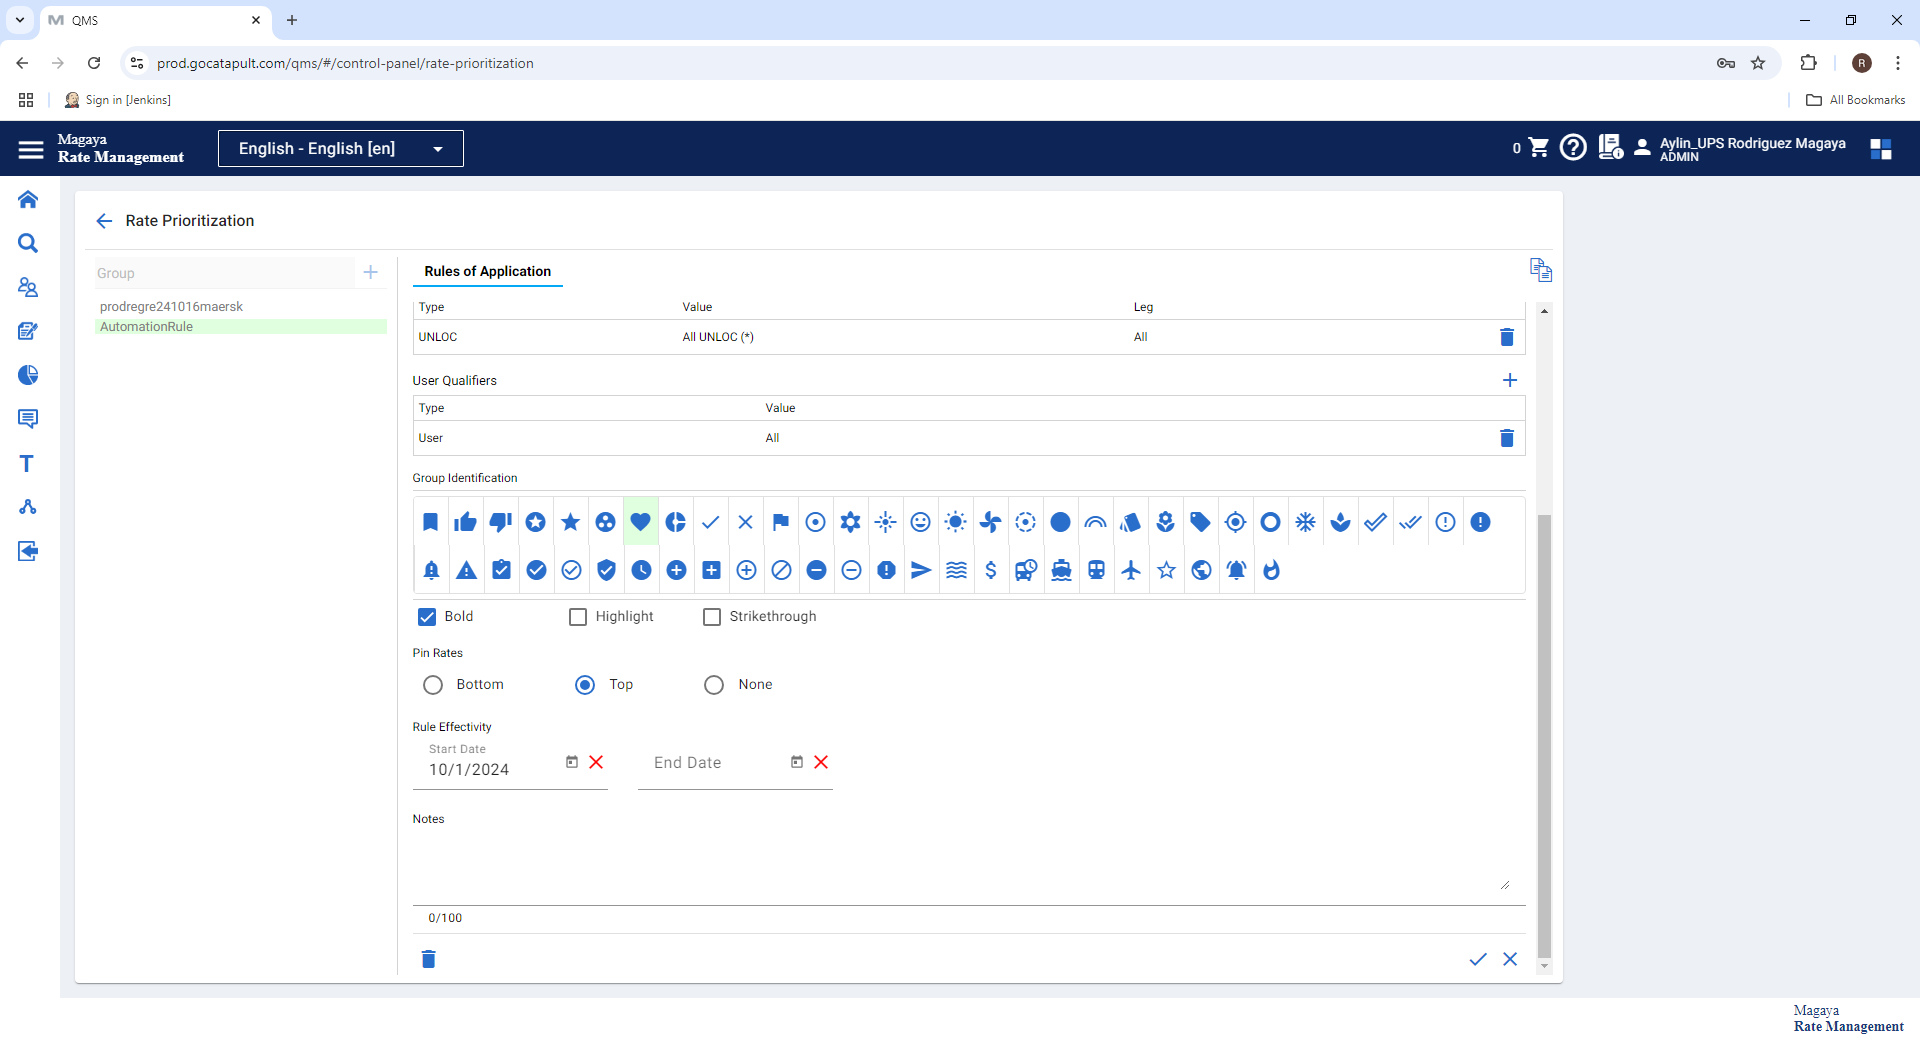 QMS
prod.gocatapult.com/qms/#/control-panel/rate-prioritization
R
Sign in [Jenkins]
All Bookmarks
Magaya
Rate Management
English - English [en]
0
Aylin_UPS Rodriguez Magaya
ADMIN
Rate Prioritization
Group
prodregre241016maersk
AutomationRule
Rules of Application
Type Value Leg
UNLOC All UNLOC (*) All
User Qualifiers
Type Value
User All
Group Identification
Bold Highlight Strikethrough
Pin Rates
Bottom Top None
Rule Effectivity
Start Date
10/1/2024
End Date
Notes
0/100
Magaya
Rate Management